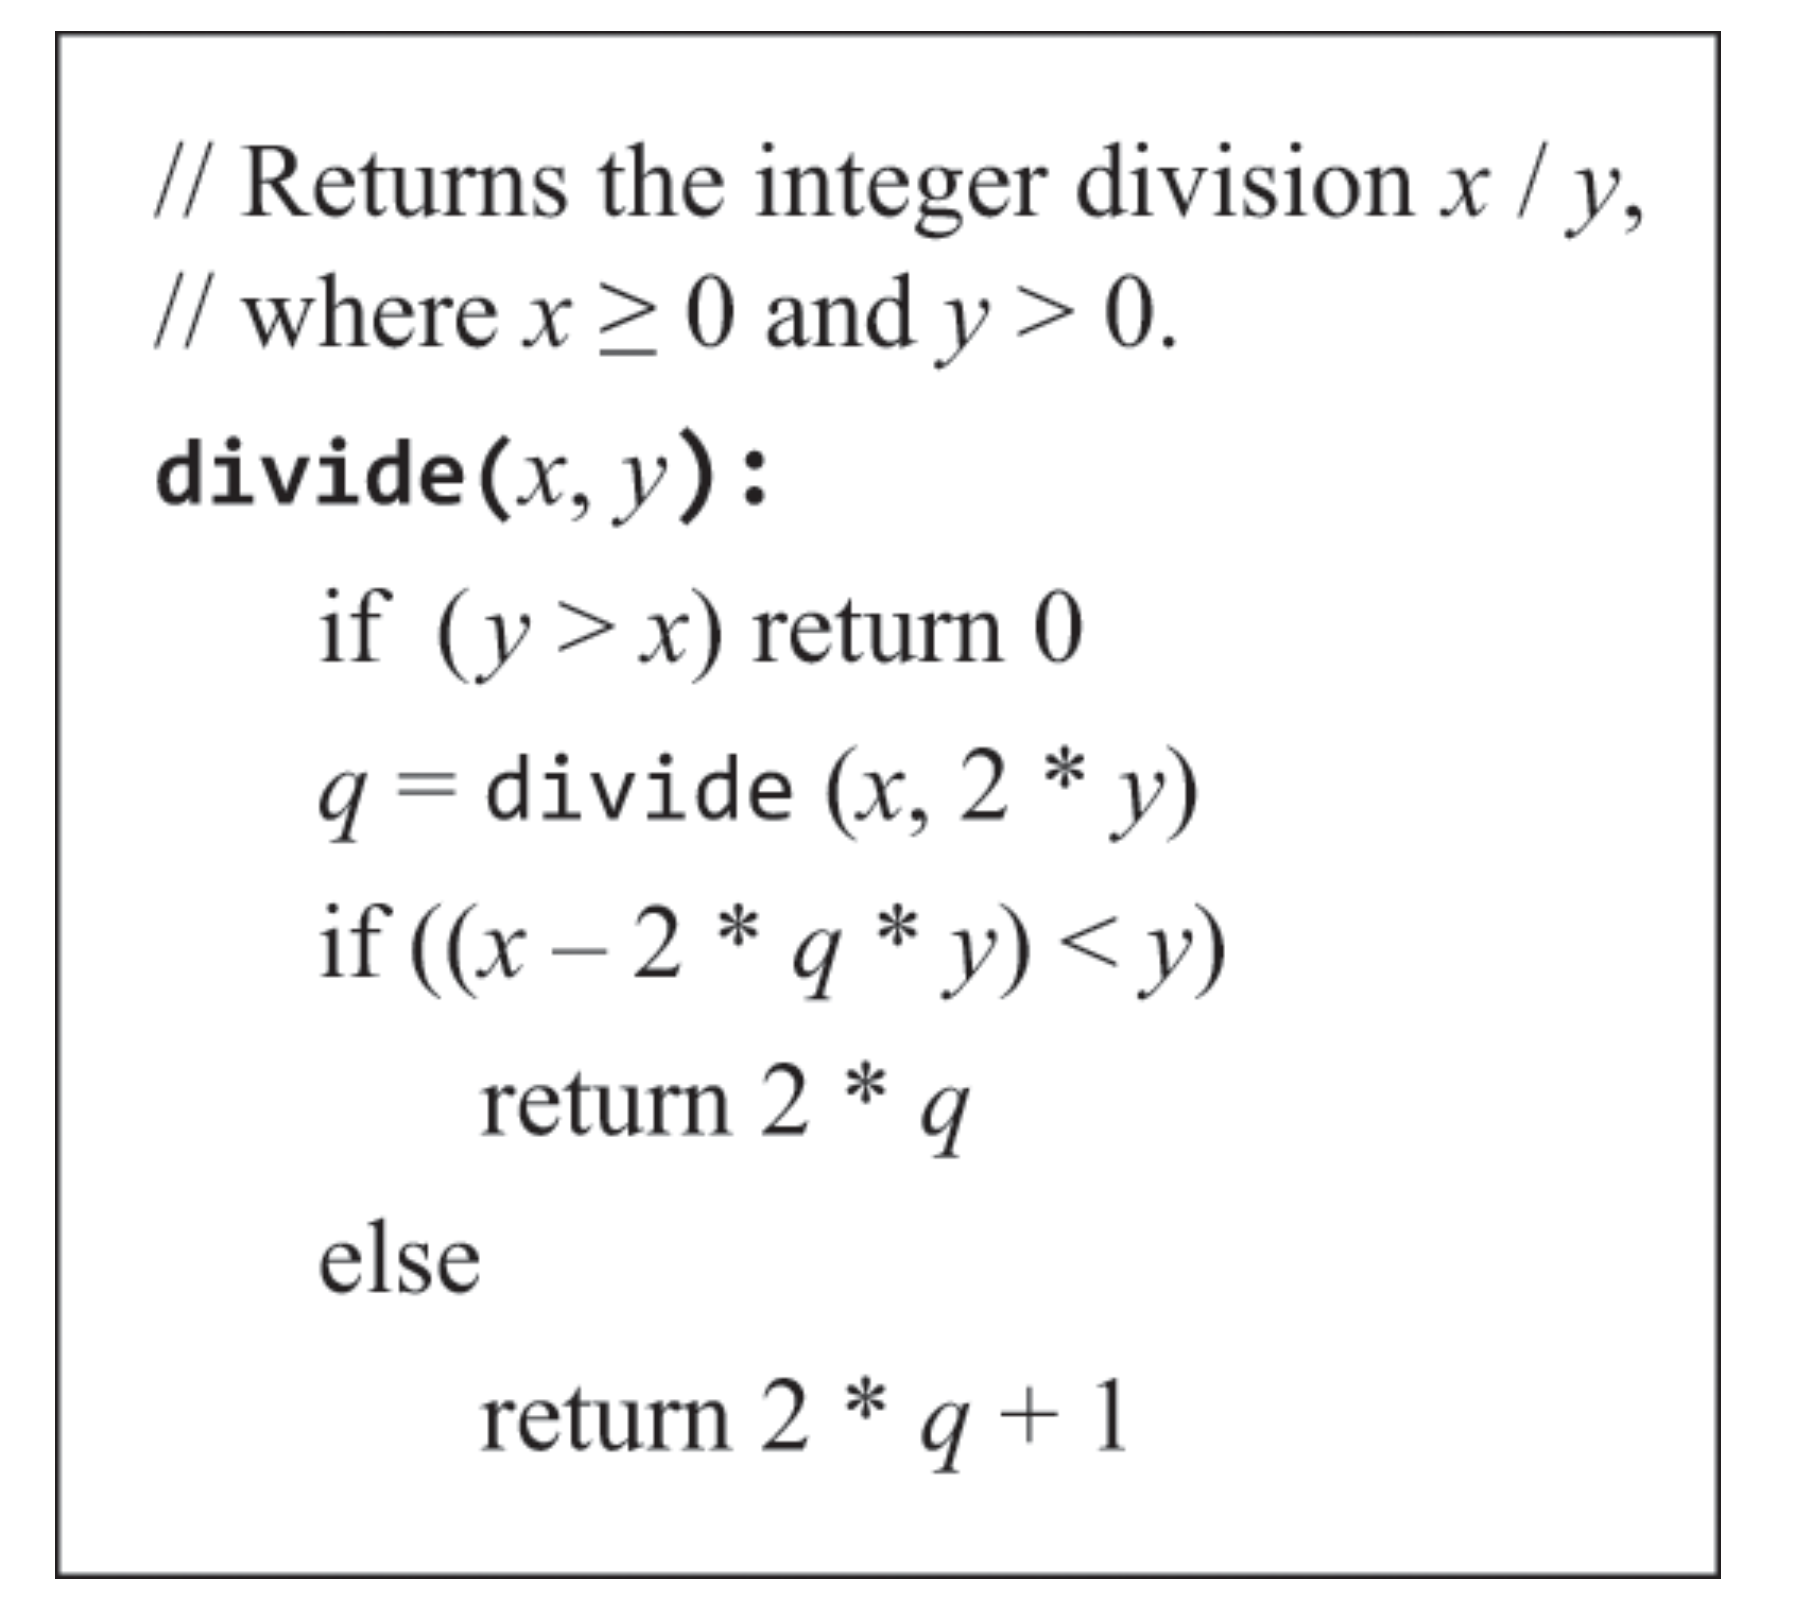 // Returns the integer division x / y,
// where x ≥ 0 and y > 0.
divide(x, y):
if (y > x) return 0
q = divide (x, 2 * y)
if ((x – 2 * q * y) < y)
return 2 * q
else
return 2 * q + 1